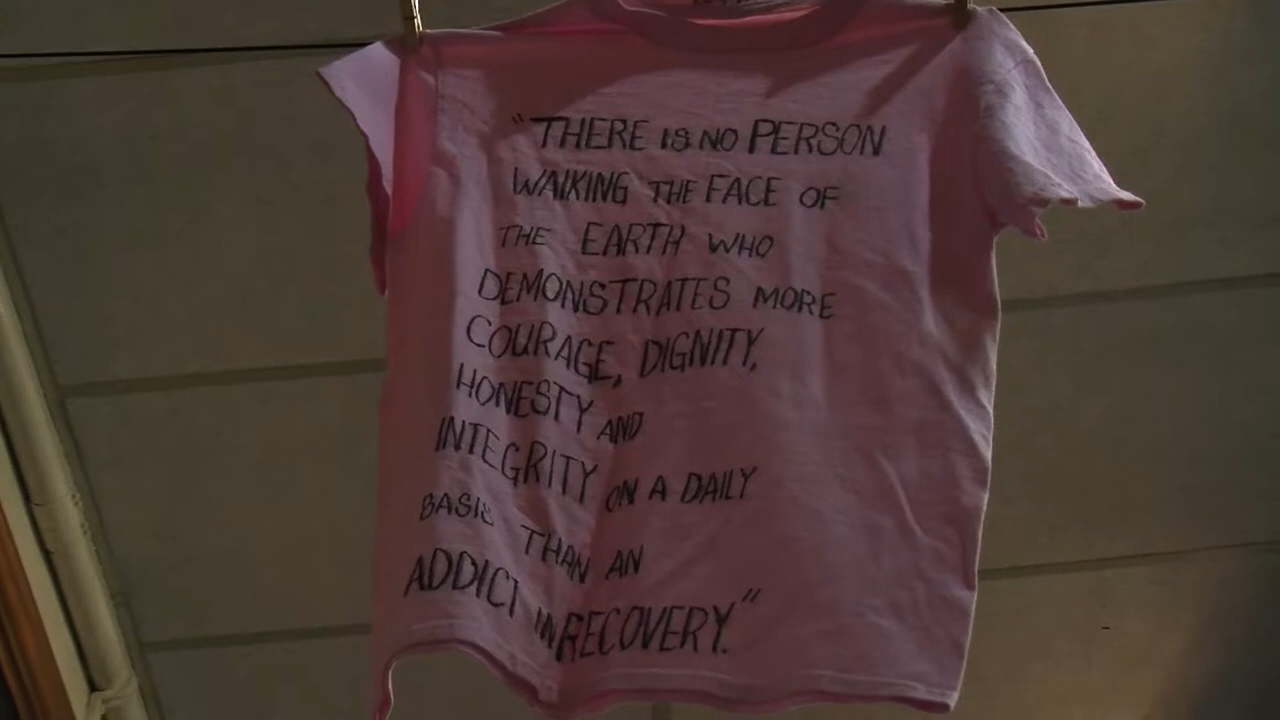 "THERE IS NO PERSON
WALKING THE FACE OF
THE EARTH WHO
DEMONSTRATES MORE
COURAGE, DIGNITY,
HONESTY AND
INTEGRITY ON A DAILY
BASIS THAN AN
ADDICT IN RECOVERY."